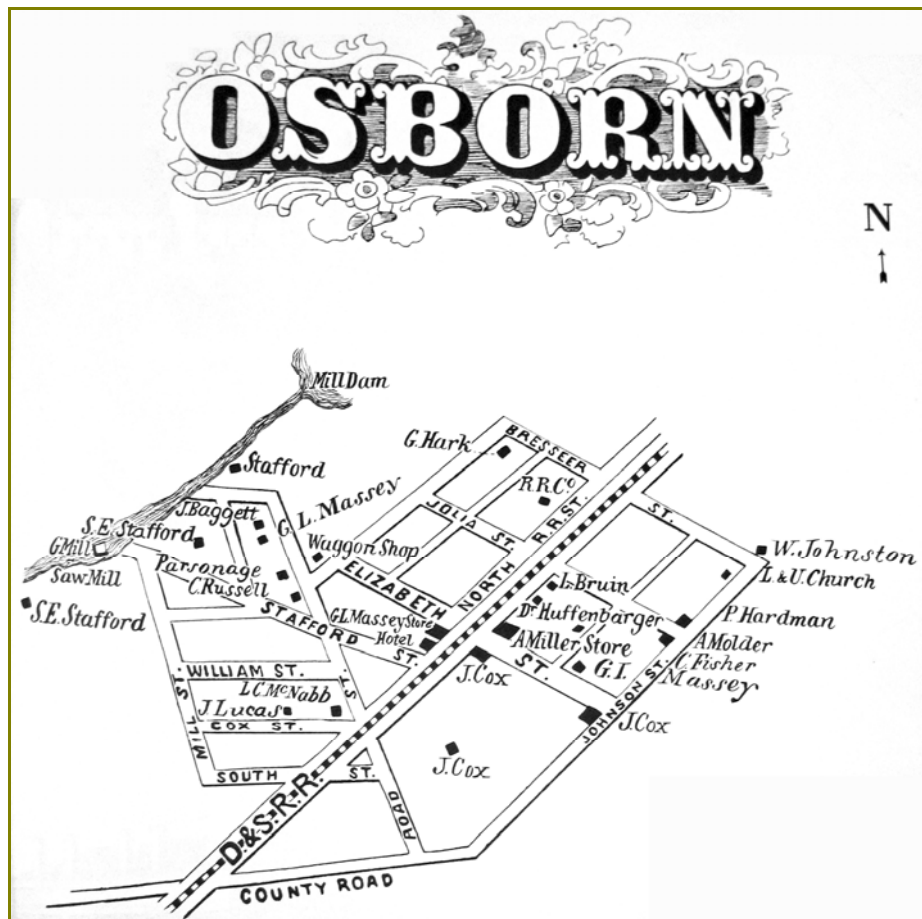 OSBORN
N
Mill Dam
BRESSEER
ST.
G. Hark
Stafford
R.R.Co.
J. Baggett
G. L. Massey
JULIA ST.
NORTH R.R. ST.
S.E. Stafford
G Mill
Saw Mill
Waggon Shop
W. Johnston
L & U. Church
Parsonage
C. Russell
ELIZABETH
ST.
L. Bruin
Dr. Huffenbarger
P. Hardman
S.E. Stafford
STAFFORD ST.
G L. Massey Store
Hotel
A Miller Store
A Molder
C. Fisher
Massey
G. I.
WILLIAM ST.
J. Cox
L C. McNabb
J Lucas
MILL ST.
ST.
COX ST.
JOHNSON ST.
J. Cox
J. Cox
SOUTH ST.
D. & S. R. R.
ROAD
COUNTY ROAD